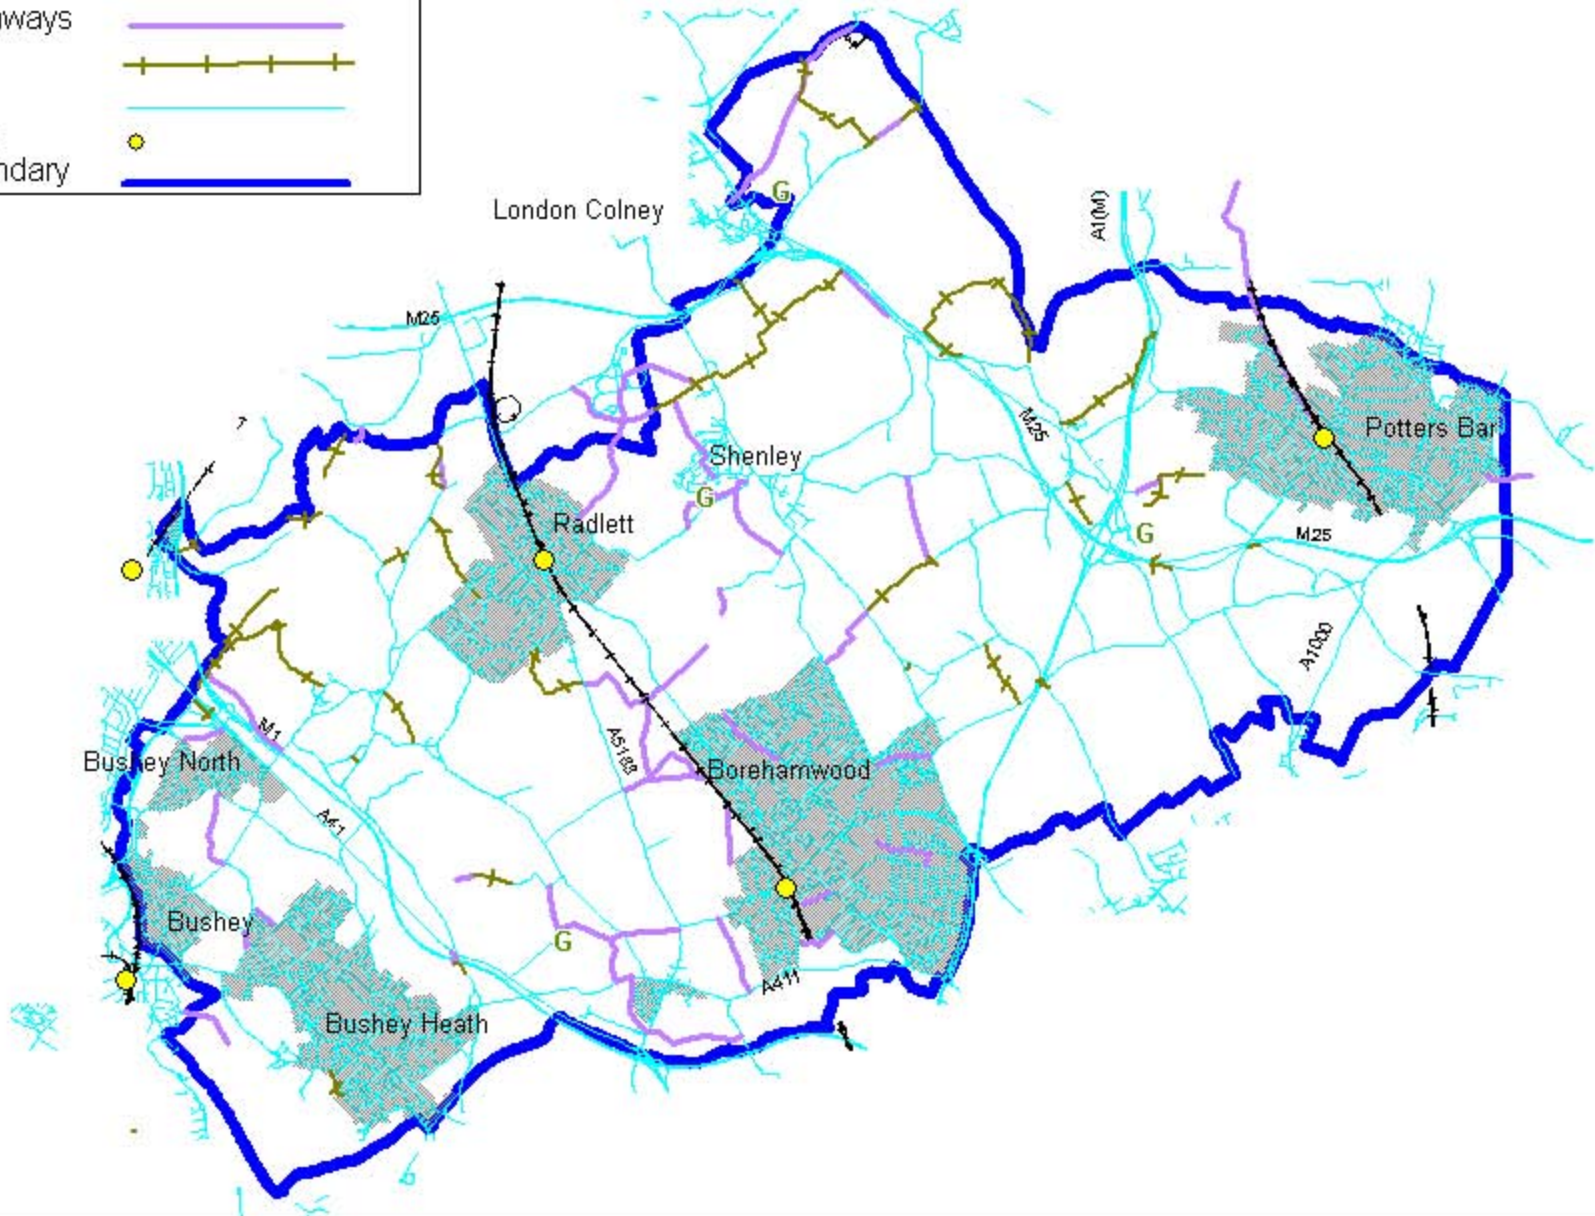 ways
ndary
London Colney
G
A1(M)
M25
Shenley
G
M25
Potters Bar
Radlett
G
M25
A1000
M1
Bushey North
A5183
Borehamwood
A41
Bushey
G
A411
Bushey Heath